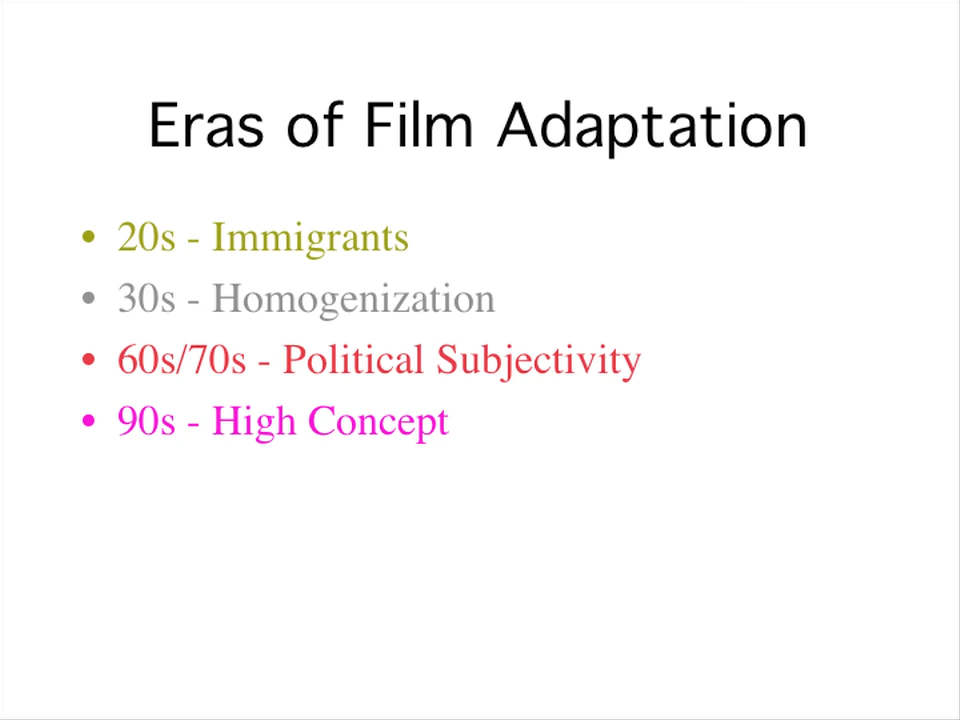 Eras of Film Adaptation
• 20s - Immigrants
• 30s - Homogenization
• 60s/70s - Political Subjectivity
• 90s - High Concept